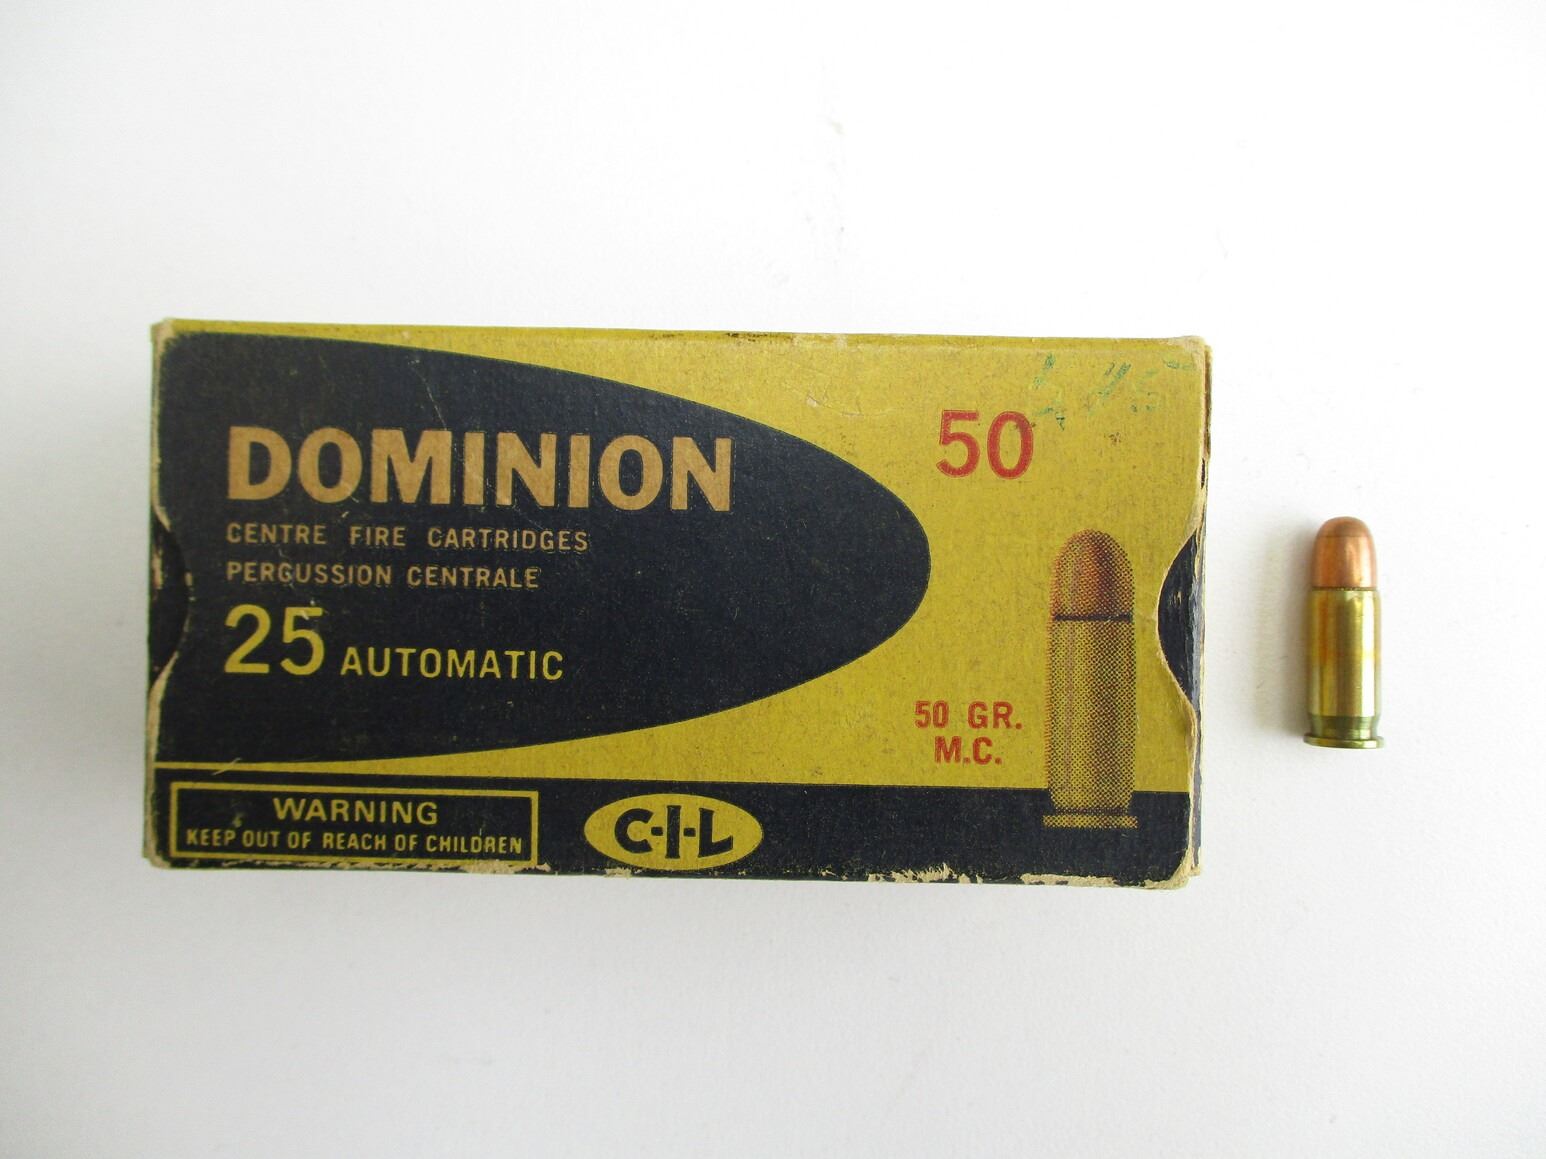 DOMINION
CENTRE FIRE CARTRIDGES
PERCUSSION CENTRALE
25 AUTOMATIC
50
50 GR.
M.C.
WARNING
KEEP OUT OF REACH OF CHILDREN
C-I-L